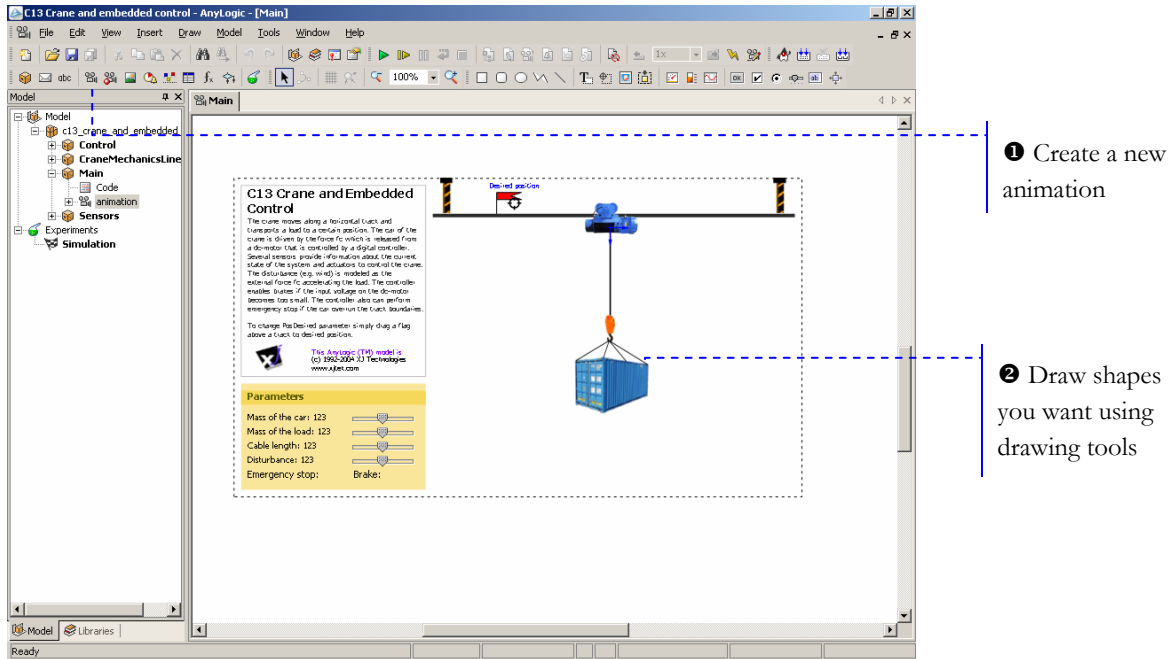 C13 Crane and embedded control - AnyLogic - [Main]
File Edit View Insert Draw Model Tools Window Help
1x
abc 100% T
Model
Main
Model
c13_crane_and_embedded
Control
CraneMechanicsLine
Main
Code
animation
Sensors
Experiments
Simulation
C13 Crane and Embedded
Control
The crane moves along a horizontal track and
transports a load to a certain position. The car of the
crane is driven by the force fc which is released from
a dc-motor that is controlled by a digital controller.
Several sensors provide information about the current
state of the system and actuators to control the crane.
The disturbance (e.g. wind) is modeled as the
external force fc accelerating the load. The controller
enables brakes if the input voltage on the dc-motor
becomes too small. The controller also can perform
emergency stop if the car overrun the track boundaries.
To change PosDesired parameter simply drag a flag
above a track to desired position.
This AnyLogic (TM) model is
(c) 1992-2004 XJ Technologies
www.xjtek.com
Parameters
Mass of the car: 123
Mass of the load: 123
Cable length: 123
Disturbance: 123
Emergency stop: Brake:
Desired position
Model Libraries
Ready
❶ Create a new
animation
❷ Draw shapes
you want using
drawing tools